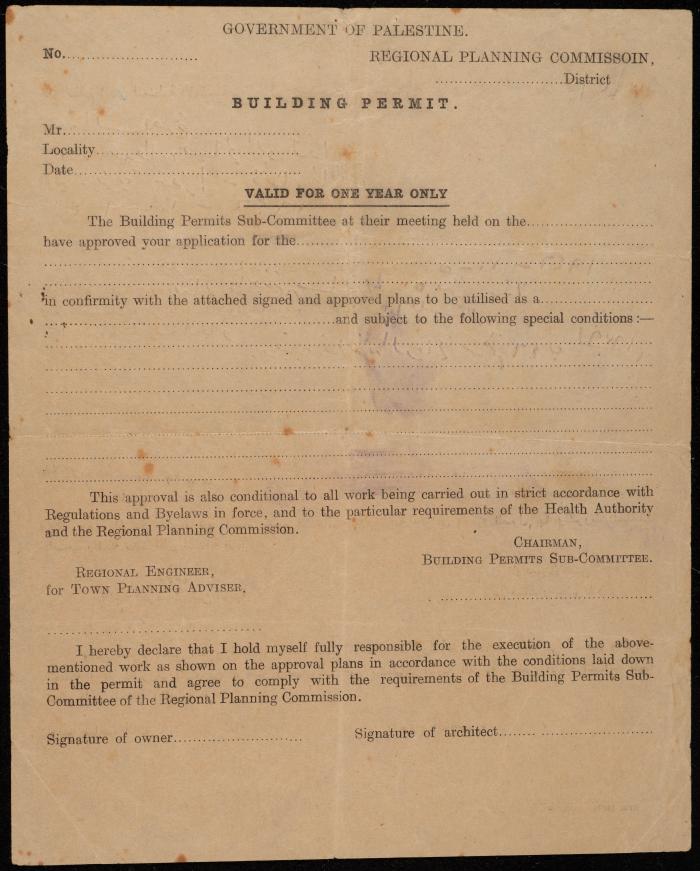 GOVERNMENT OF PALESTINE.
No..............................
REGIONAL PLANNING COMMISSOIN,
............................District
BUILDING PERMIT.
Mr......................................................
Locality...............................................
Date....................................................
VALID FOR ONE YEAR ONLY
The Building Permits Sub-Committee at their meeting held on the............................
have approved your application for the................................................................................
in confirmity with the attached signed and approved plans to be utilised as a.........................
................................................................and subject to the following special conditions :—
This approval is also conditional to all work being carried out in strict accordance with
Regulations and Byelaws in force, and to the particular requirements of the Health Authority
and the Regional Planning Commission.
CHAIRMAN,
BUILDING PERMITS SUB-COMMITTEE.
REGIONAL ENGINEER,
for TOWN PLANNING ADVISER,
I hereby declare that I hold myself fully responsible for the execution of the above-
mentioned work as shown on the approval plans in accordance with the conditions laid down
in the permit and agree to comply with the requirements of the Building Permits Sub-
Committee of the Regional Planning Commission.
Signature of owner............................
Signature of architect..................................